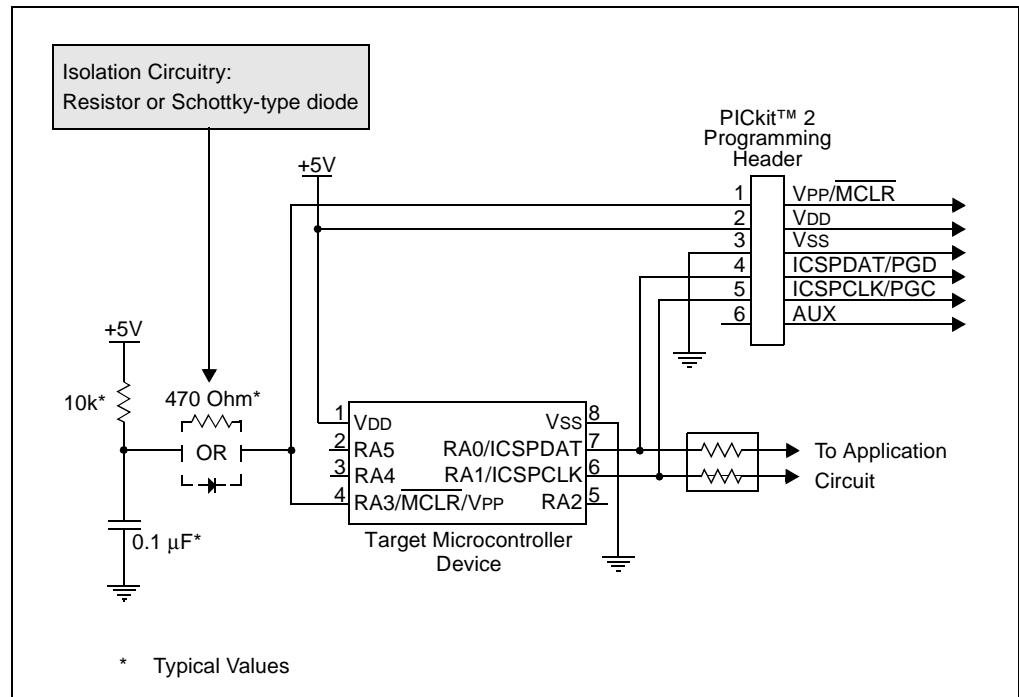 Isolation Circuitry:
Resistor or Schottky-type diode
PICkit™ 2
Programming
Header
+5V
1 VPP/MCLR
2 VDD
3 VSS
4 ICSPDAT/PGD
5 ICSPCLK/PGC
6 AUX
+5V
10k*
470 Ohm*
OR
0.1 μF*
1 VDD
2 RA5
3 RA4
4 RA3/MCLR/VPP
VSS 8
RA0/ICSPDAT 7
RA1/ICSPCLK 6
RA2 5
Target Microcontroller
Device
To Application
Circuit
* Typical Values